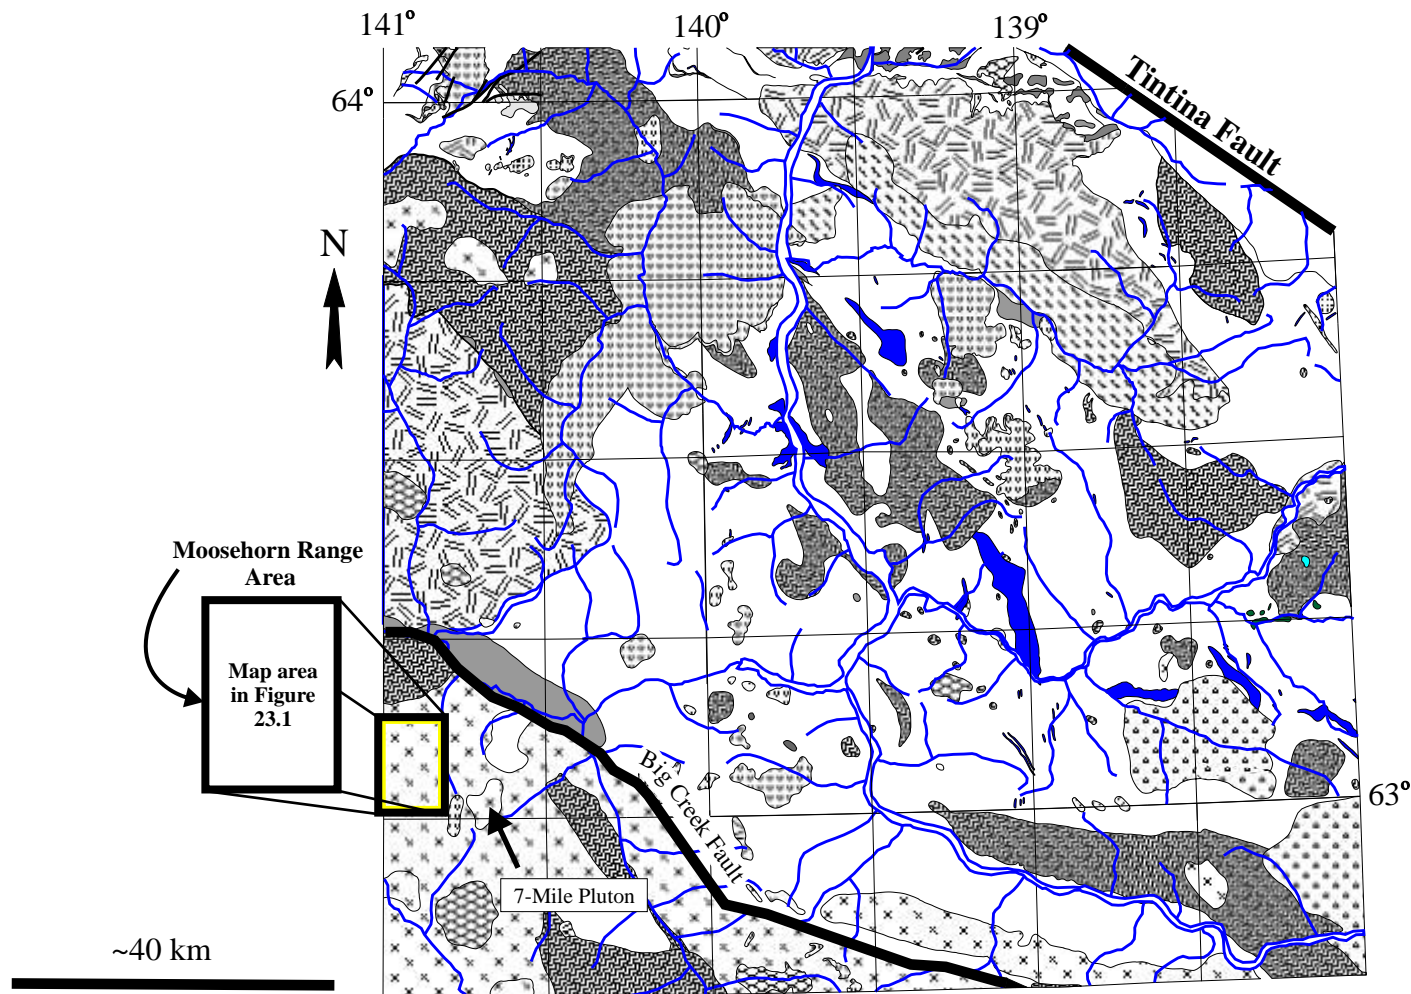 141°
140°
139°
64°
Tintina Fault
N
Moosehorn Range
Area
Map area
in Figure
23.1
Big Creek Fault
63°
7-Mile Pluton
~40 km